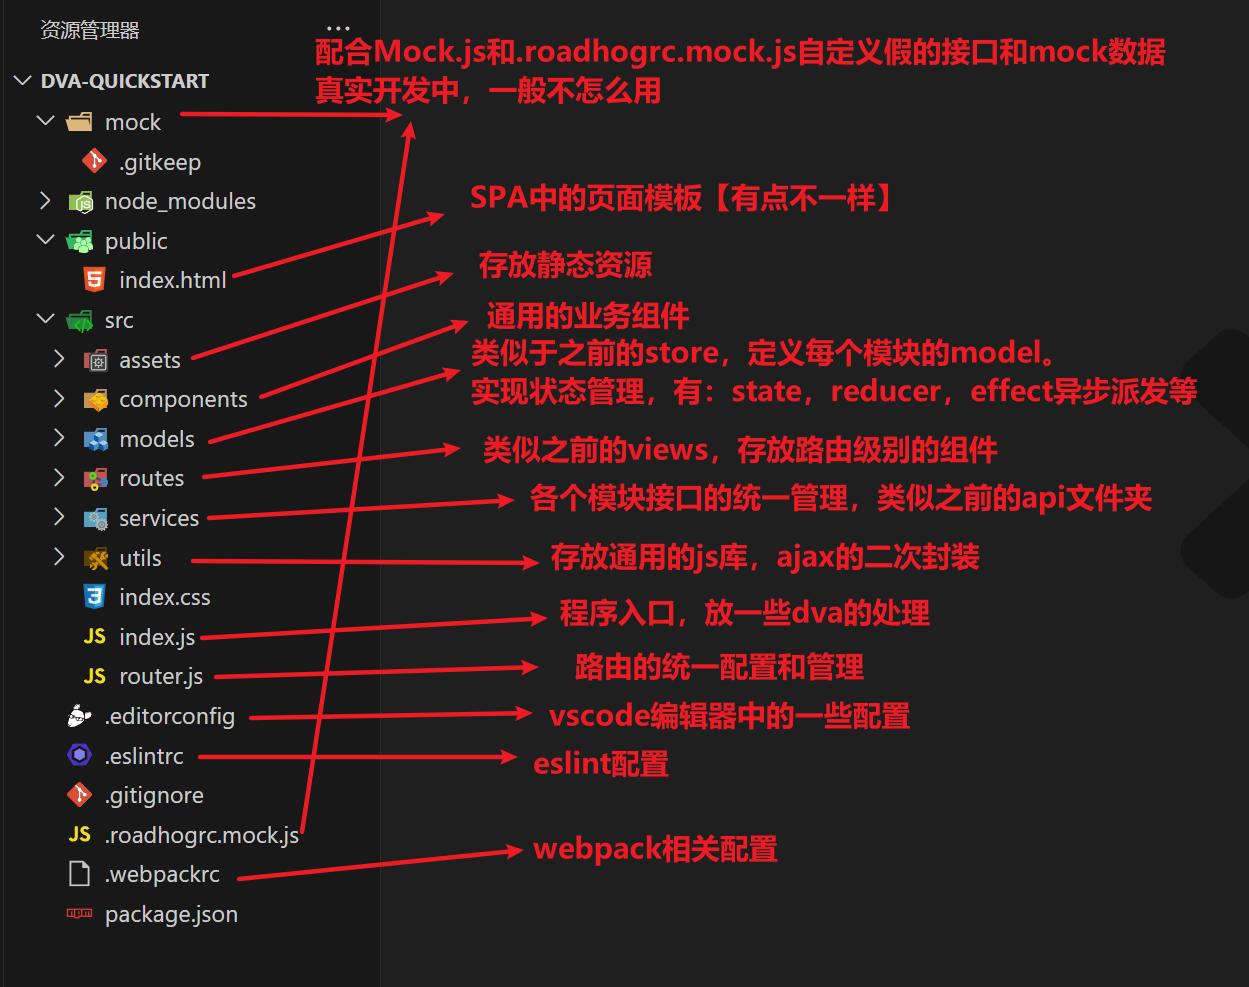 资源管理器
···
配合Mock.js和.roadhogrc.mock.js自定义假的接口和mock数据
真实开发中，一般不怎么用
DVA-QUICKSTART
mock
.gitkeep
node_modules
SPA中的页面模板【有点不一样】
public
index.html
存放静态资源
src
通用的业务组件
assets
类似于之前的store，定义每个模块的model。
实现状态管理，有：state，reducer，effect异步派发等
components
models
类似之前的views，存放路由级别的组件
routes
各个模块接口的统一管理，类似之前的api文件夹
services
utils
存放通用的js库，ajax的二次封装
index.css
程序入口，放一些dva的处理
JS index.js
路由的统一配置和管理
JS router.js
.editorconfig
vscode编辑器中的一些配置
.eslintrc
eslint配置
.gitignore
JS .roadhogrc.mock.js
webpack相关配置
.webpackrc
package.json